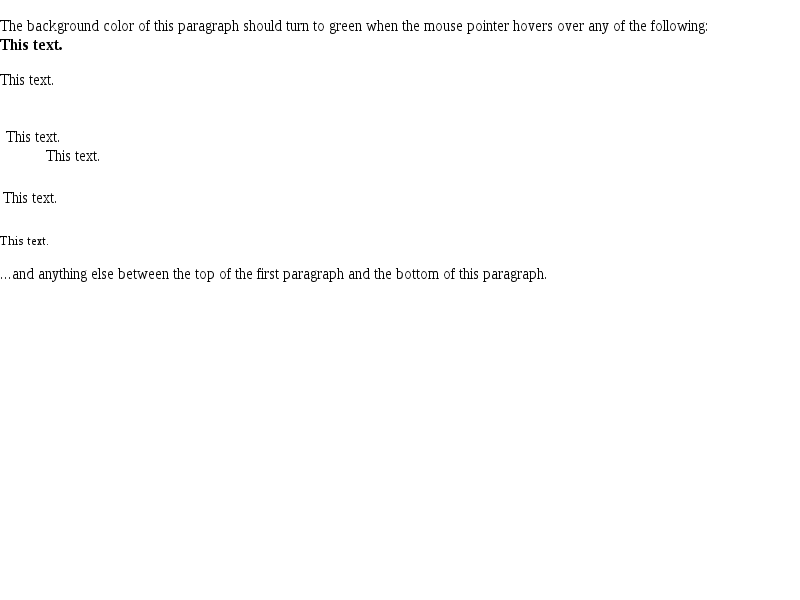 The background color of this paragraph should turn to green when the mouse pointer hovers over any of the following:
This text.
This text.
This text.
This text.
This text.
This text.
...and anything else between the top of the first paragraph and the bottom of this paragraph.